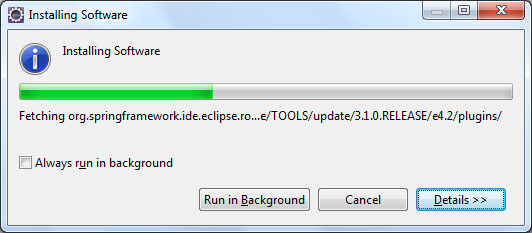 Installing Software
Installing Software
Fetching org.springframework.ide.eclipse.ro...e/TOOLS/update/3.1.0.RELEASE/e4.2/plugins/
Always run in background
Run in Background Cancel Details >>